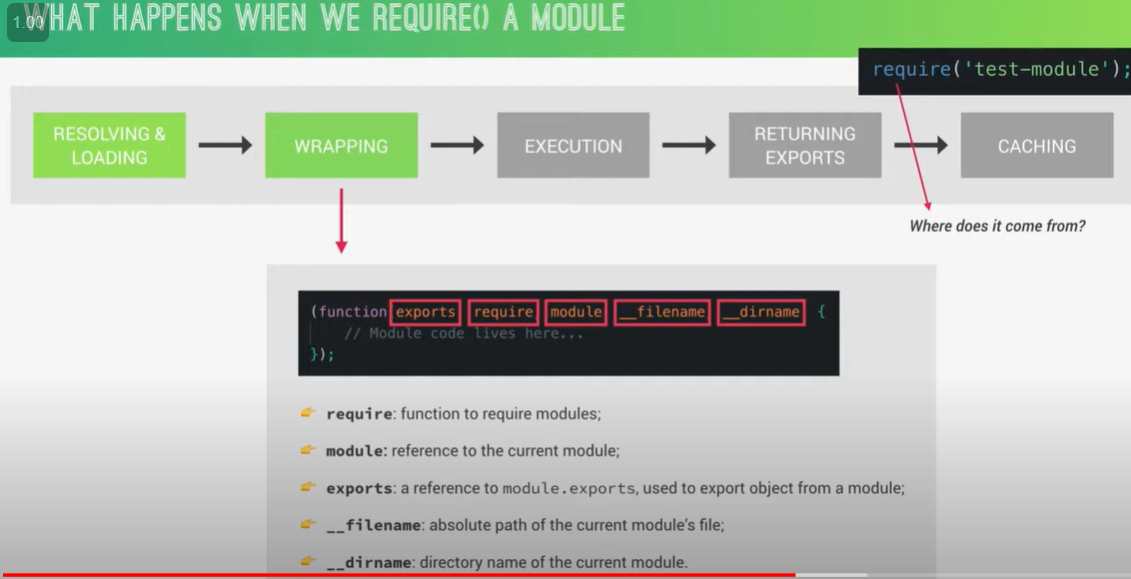 1.00
WHAT HAPPENS WHEN WE REQUIRE() A MODULE
require('test-module');
RESOLVING &
LOADING
WRAPPING
EXECUTION
RETURNING
EXPORTS
CACHING
Where does it come from?
(function exports require module __filename __dirname {
// Module code lives here...
});
👉 require: function to require modules;
👉 module: reference to the current module;
👉 exports: a reference to module.exports, used to export object from a module;
👉 __filename: absolute path of the current module's file;
👉 __dirname: directory name of the current module.